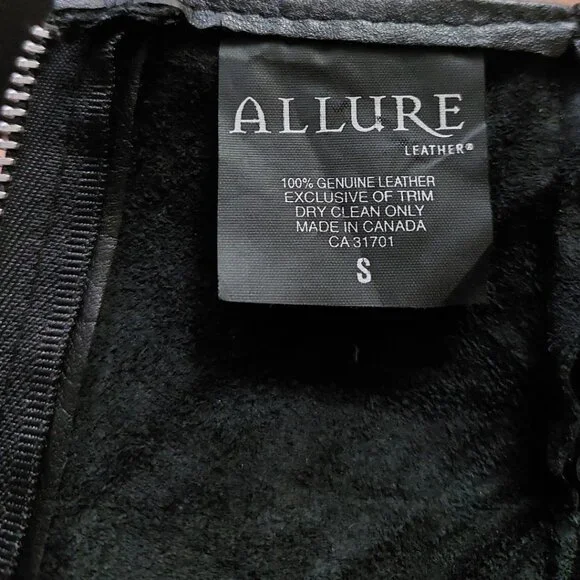 ALLURE
LEATHER®
100% GENUINE LEATHER
EXCLUSIVE OF TRIM
DRY CLEAN ONLY
MADE IN CANADA
CA 31701
S